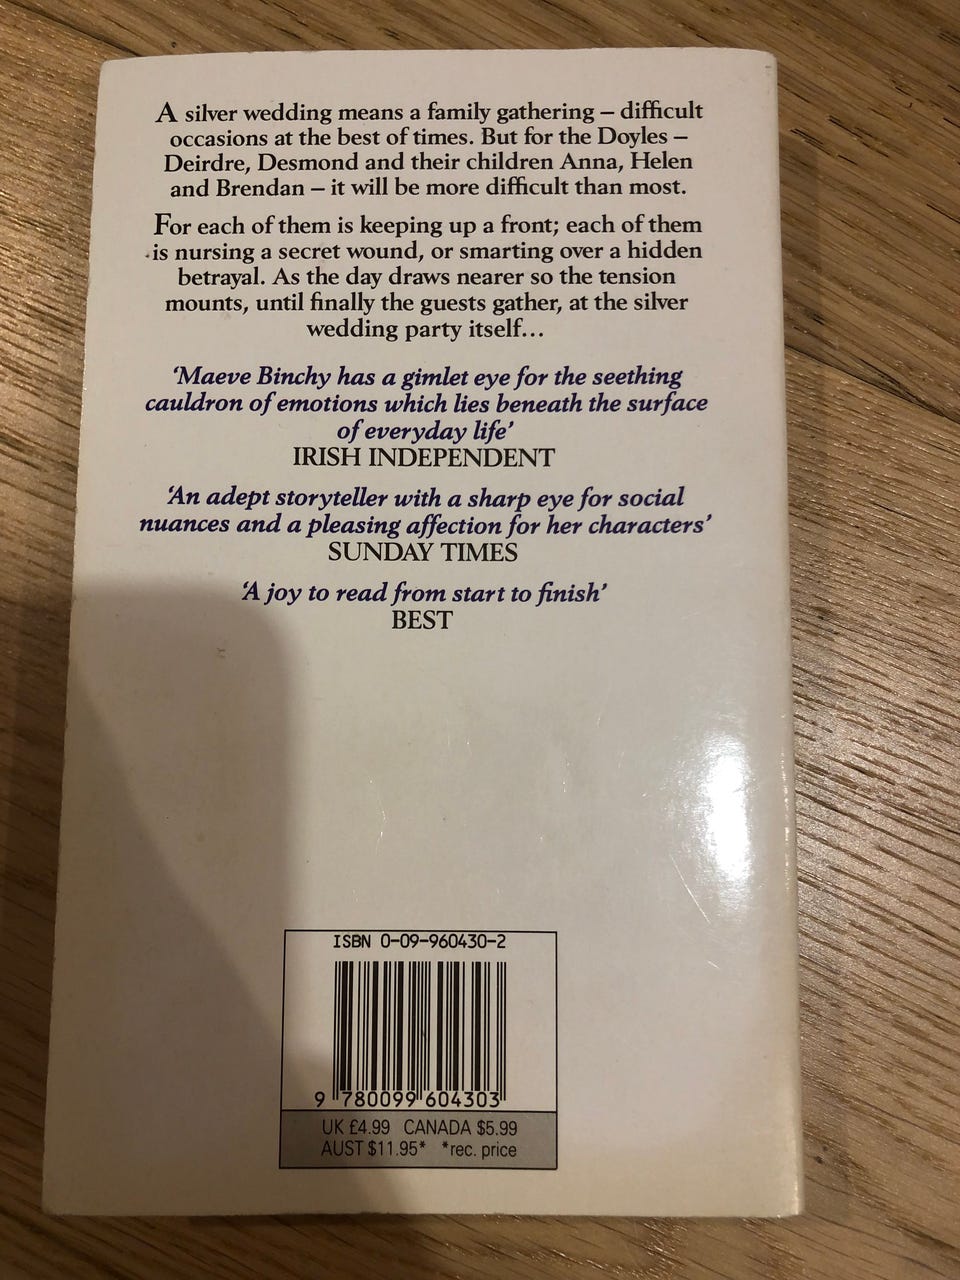 A silver wedding means a family gathering – difficult
occasions at the best of times. But for the Doyles –
Deirdre, Desmond and their children Anna, Helen
and Brendan – it will be more difficult than most.
For each of them is keeping up a front; each of them
is nursing a secret wound, or smarting over a hidden
betrayal. As the day draws nearer so the tension
mounts, until finally the guests gather, at the silver
wedding party itself...
‘Maeve Binchy has a gimlet eye for the seething
cauldron of emotions which lies beneath the surface
of everyday life’
IRISH INDEPENDENT
‘An adept storyteller with a sharp eye for social
nuances and a pleasing affection for her characters’
SUNDAY TIMES
‘A joy to read from start to finish’
BEST
ISBN 0-09-960430-2
9 780099 604303
UK £4.99 CANADA $5.99
AUST $11.95* *rec. price